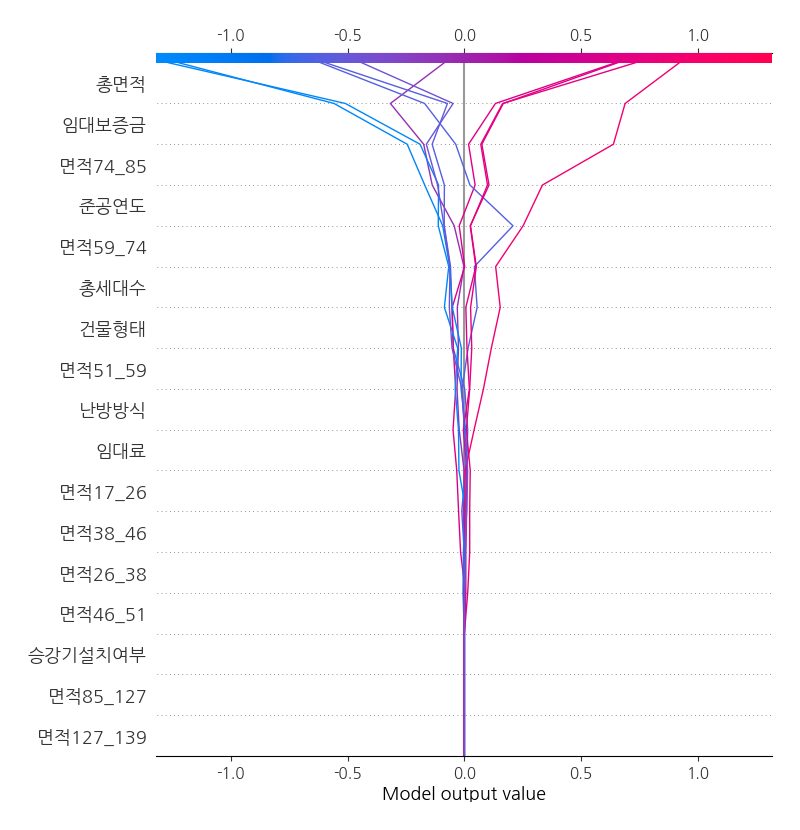 -1.0 -0.5 0.0 0.5 1.0
총면적
임대보증금
면적74_85
준공연도
면적59_74
총세대수
건물형태
면적51_59
난방방식
임대료
면적17_26
면적38_46
면적26_38
면적46_51
승강기설치여부
면적85_127
면적127_139
-1.0 -0.5 0.0 0.5 1.0
Model output value